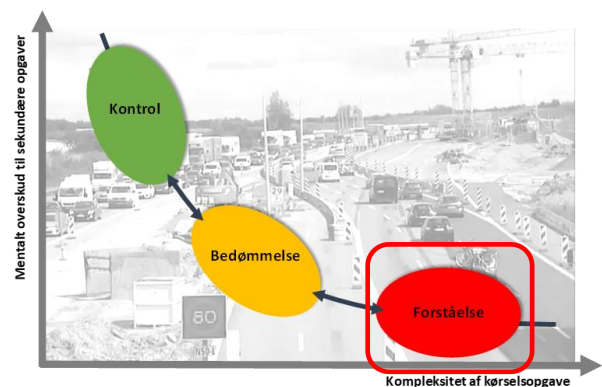 Mentalt overskud til sekundære opgaver
Kontrol
Bedømmelse
Forståelse
80
Kompleksitet af kørselsopgave